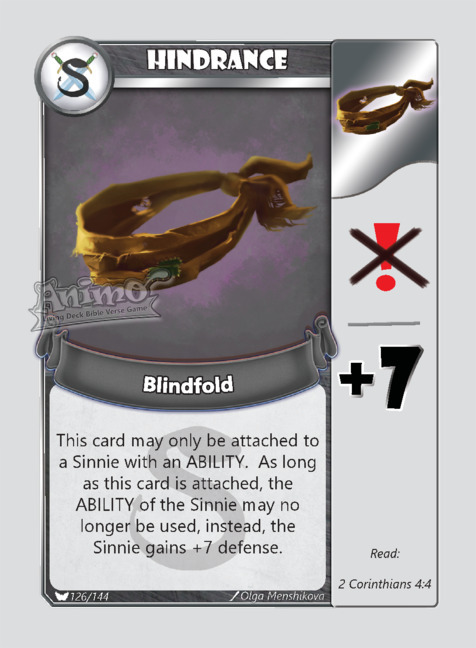 HINDRANCE
S
Animos
Living Deck Bible Verse Game
Blindfold
This card may only be attached to
a Sinnie with an ABILITY.  As long
as this card is attached, the
ABILITY of the Sinnie may no
longer be used, instead, the
Sinnie gains +7 defense.
126/144
Olga Menshikova
!
+7
Read:
2 Corinthians 4:4